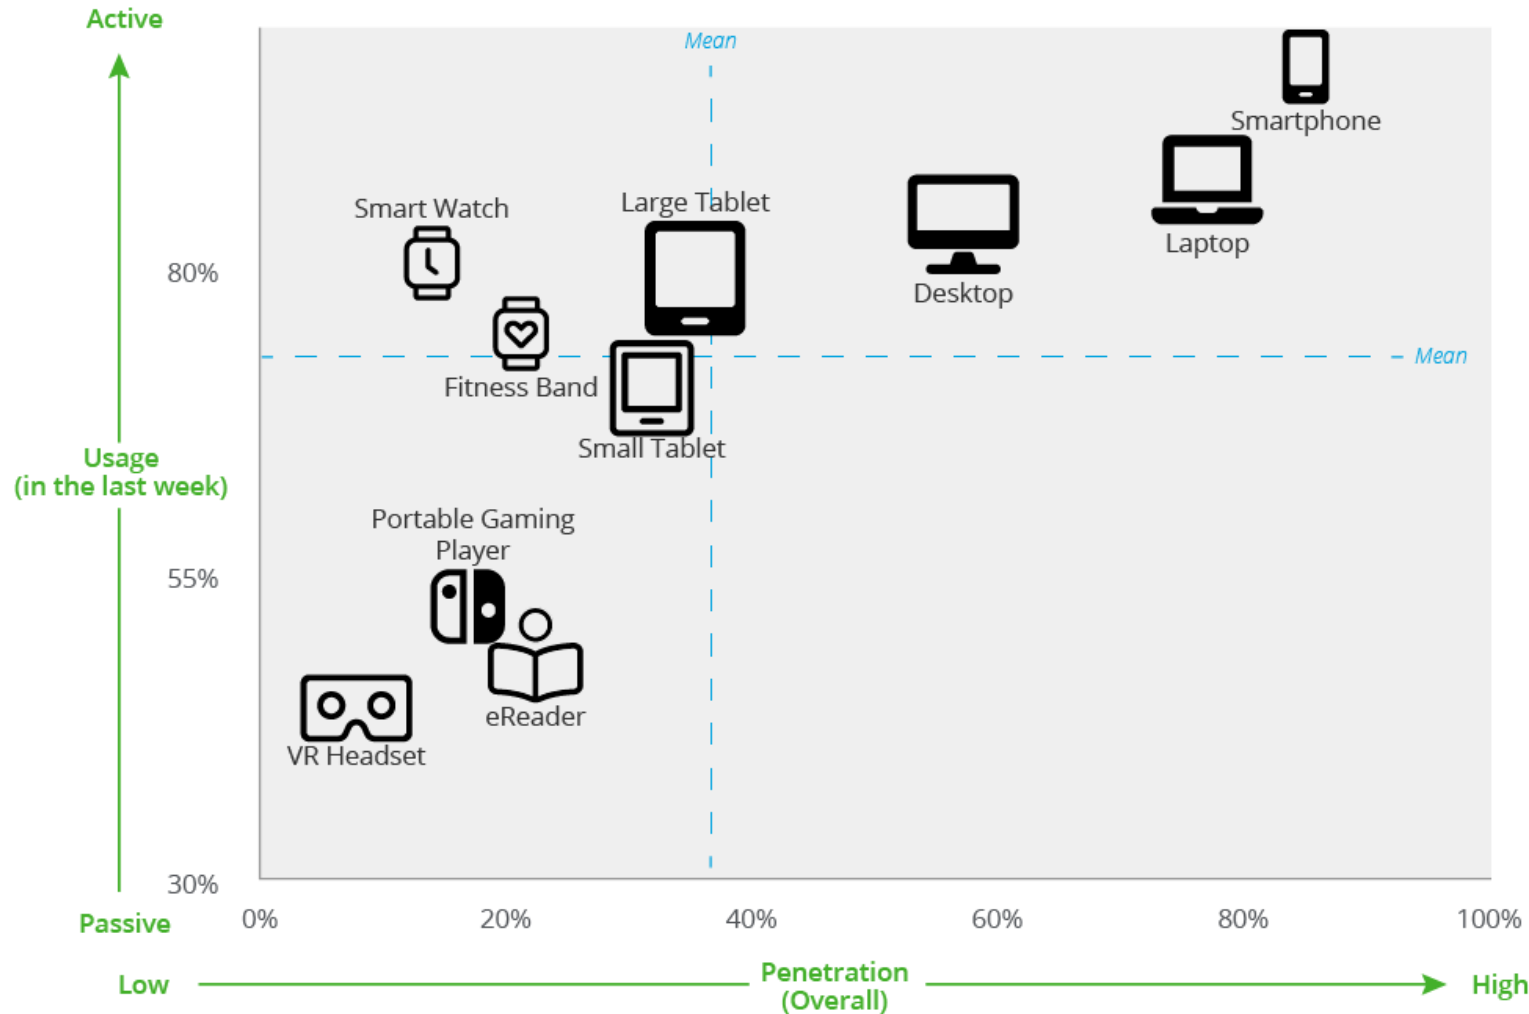 Active
Mean
Smartphone
Smart Watch
Large Tablet
Laptop
80%
Desktop
Mean
Fitness Band
Small Tablet
Usage
(in the last week)
Portable Gaming
Player
55%
eReader
VR Headset
30%
Passive
0%
20%
40%
60%
80%
100%
Low
Penetration
(Overall)
High